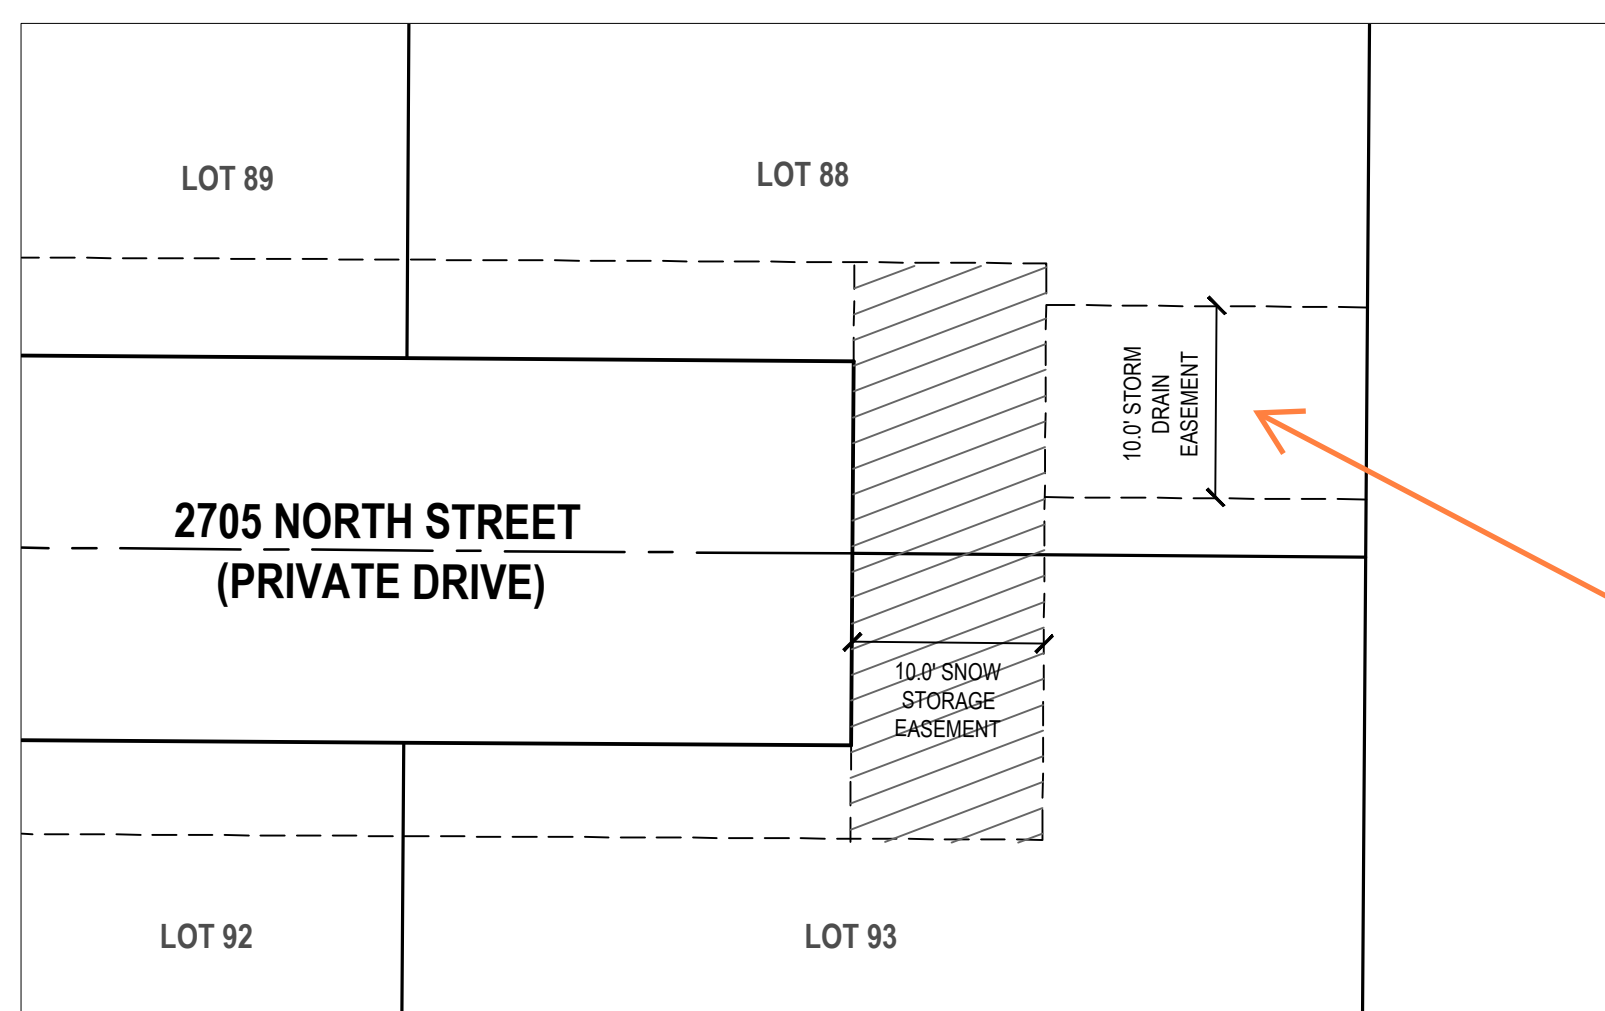 LOT 89
LOT 88
10.0' STORM
DRAIN
EASEMENT
2705 NORTH STREET
(PRIVATE DRIVE)
10.0' SNOW
STORAGE
EASEMENT
LOT 92
LOT 93